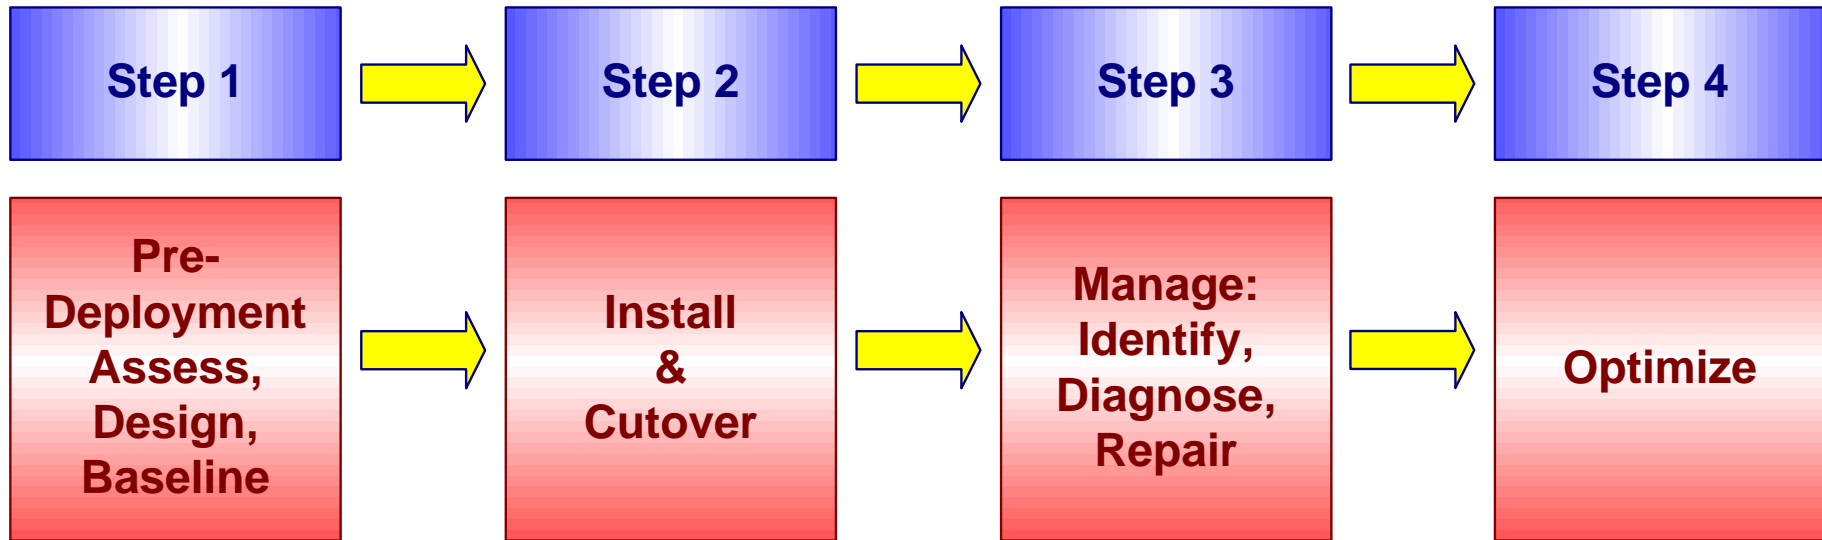 Step 1
Step 2
Step 3
Step 4
Pre-
Deployment
Assess,
Design,
Baseline
Install
&
Cutover
Manage:
Identify,
Diagnose,
Repair
Optimize